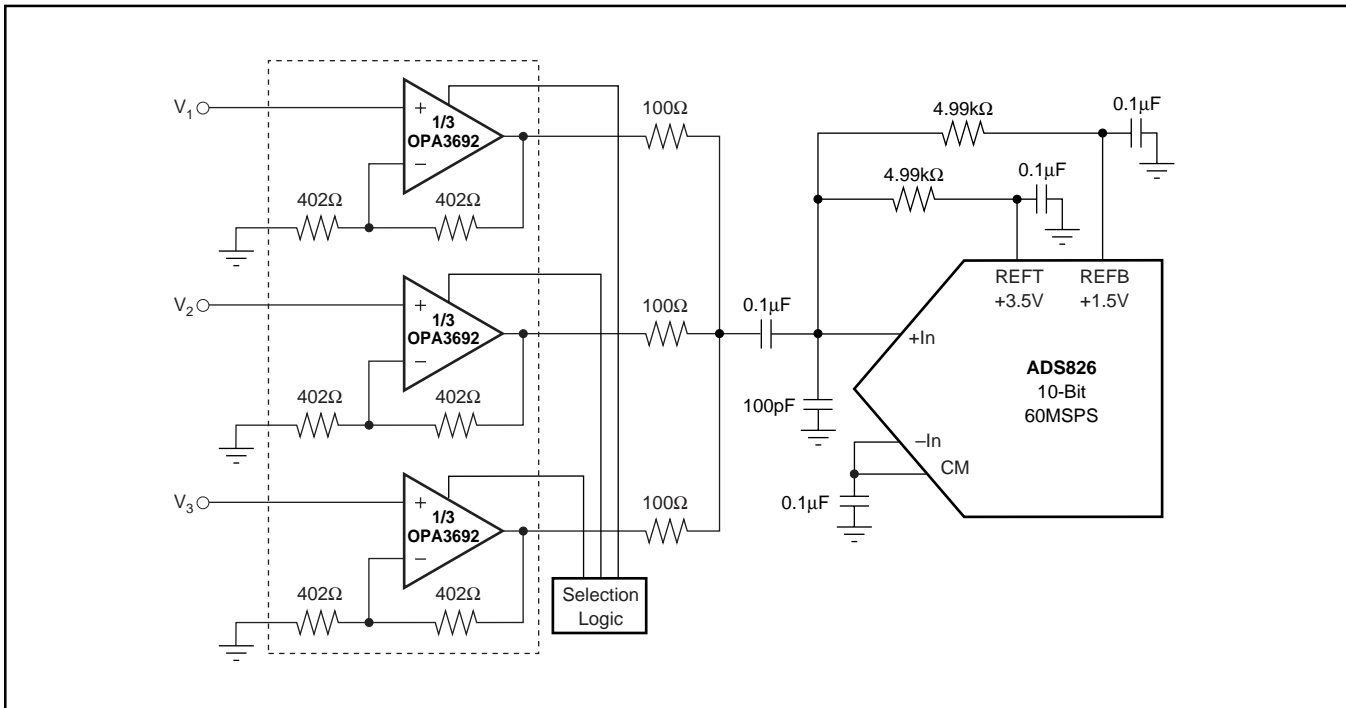 V1
+
1/3
OPA3692
–
402Ω
402Ω
100Ω
V2
+
1/3
OPA3692
–
402Ω
402Ω
100Ω
V3
+
1/3
OPA3692
–
402Ω
402Ω
100Ω
Selection
Logic
0.1µF
100pF
4.99kΩ
0.1µF
4.99kΩ
0.1µF
REFT
+3.5V
REFB
+1.5V
+In
ADS826
10-Bit
60MSPS
–In
CM
0.1µF